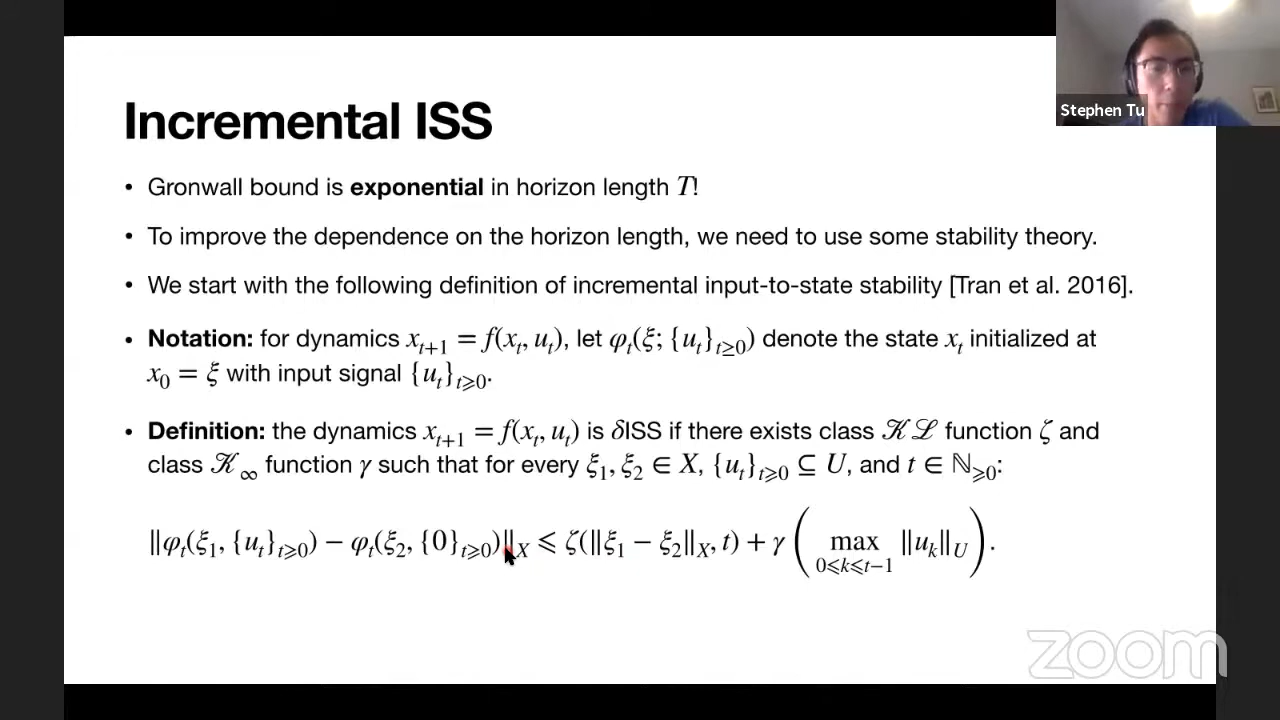 Stephen Tu
Incremental ISS
• Gronwall bound is exponential in horizon length T!
• To improve the dependence on the horizon length, we need to use some stability theory.
• We start with the following definition of incremental input-to-state stability [Tran et al. 2016].
• Notation: for dynamics x_{t+1} = f(x_t, u_t), let φ_t(ξ; {u_t}_{t≥0}) denote the state x_t initialized at
x_0 = ξ with input signal {u_t}_{t⩾0}.
• Definition: the dynamics x_{t+1} = f(x_t, u_t) is δISS if there exists class 𝒦ℒ function ζ and
class 𝒦_∞ function γ such that for every ξ_1, ξ_2 ∈ X, {u_t}_{t⩾0} ⊆ U, and t ∈ ℕ_{⩾0}:
‖φ_t(ξ_1, {u_t}_{t⩾0}) − φ_t(ξ_2, {0}_{t⩾0})‖_X ⩽ ζ(‖ξ_1 − ξ_2‖_X, t) + γ ( max_{0⩽k⩽t−1} ‖u_k‖_U ).
zoom